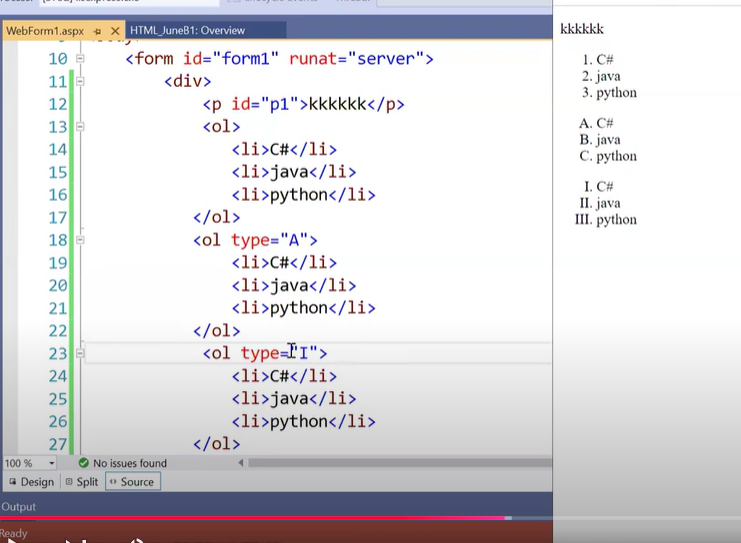 WebForm1.aspx
HTML_June81: Overview
10 <form id="form1" runat="server">
11 <div>
12 <p id="p1">kkkkkk</p>
13 <ol>
14 <li>C#</li>
15 <li>java</li>
16 <li>python</li>
17 </ol>
18 <ol type="A">
19 <li>C#</li>
20 <li>java</li>
21 <li>python</li>
22 </ol>
23 <ol type="I">
24 <li>C#</li>
25 <li>java</li>
26 <li>python</li>
27 </ol>
100 %
No issues found
Design
Split
Source
Output
Ready
kkkkkk
1. C#
2. java
3. python
A. C#
B. java
C. python
I. C#
II. java
III. python